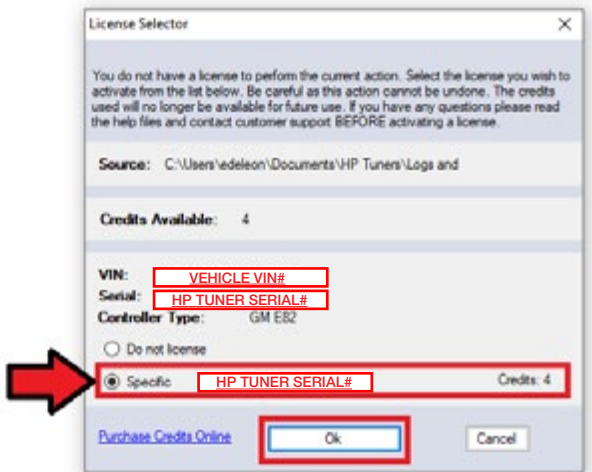 License Selector
You do not have a license to perform the current action. Select the license you wish to
activate from the list below. Be careful as this action cannot be undone. The credits
used will no longer be available for future use. If you have any questions please read
the help files and contact customer support BEFORE activating a license.
Source: C:\Users\edeleon\Documents\HP Tuners\Logs and
Credits Available: 4
VIN: VEHICLE VIN#
Serial: HP TUNER SERIAL#
Controller Type: GM E82
Do not license
Specific HP TUNER SERIAL# Credits: 4
Purchase Credits Online Ok Cancel